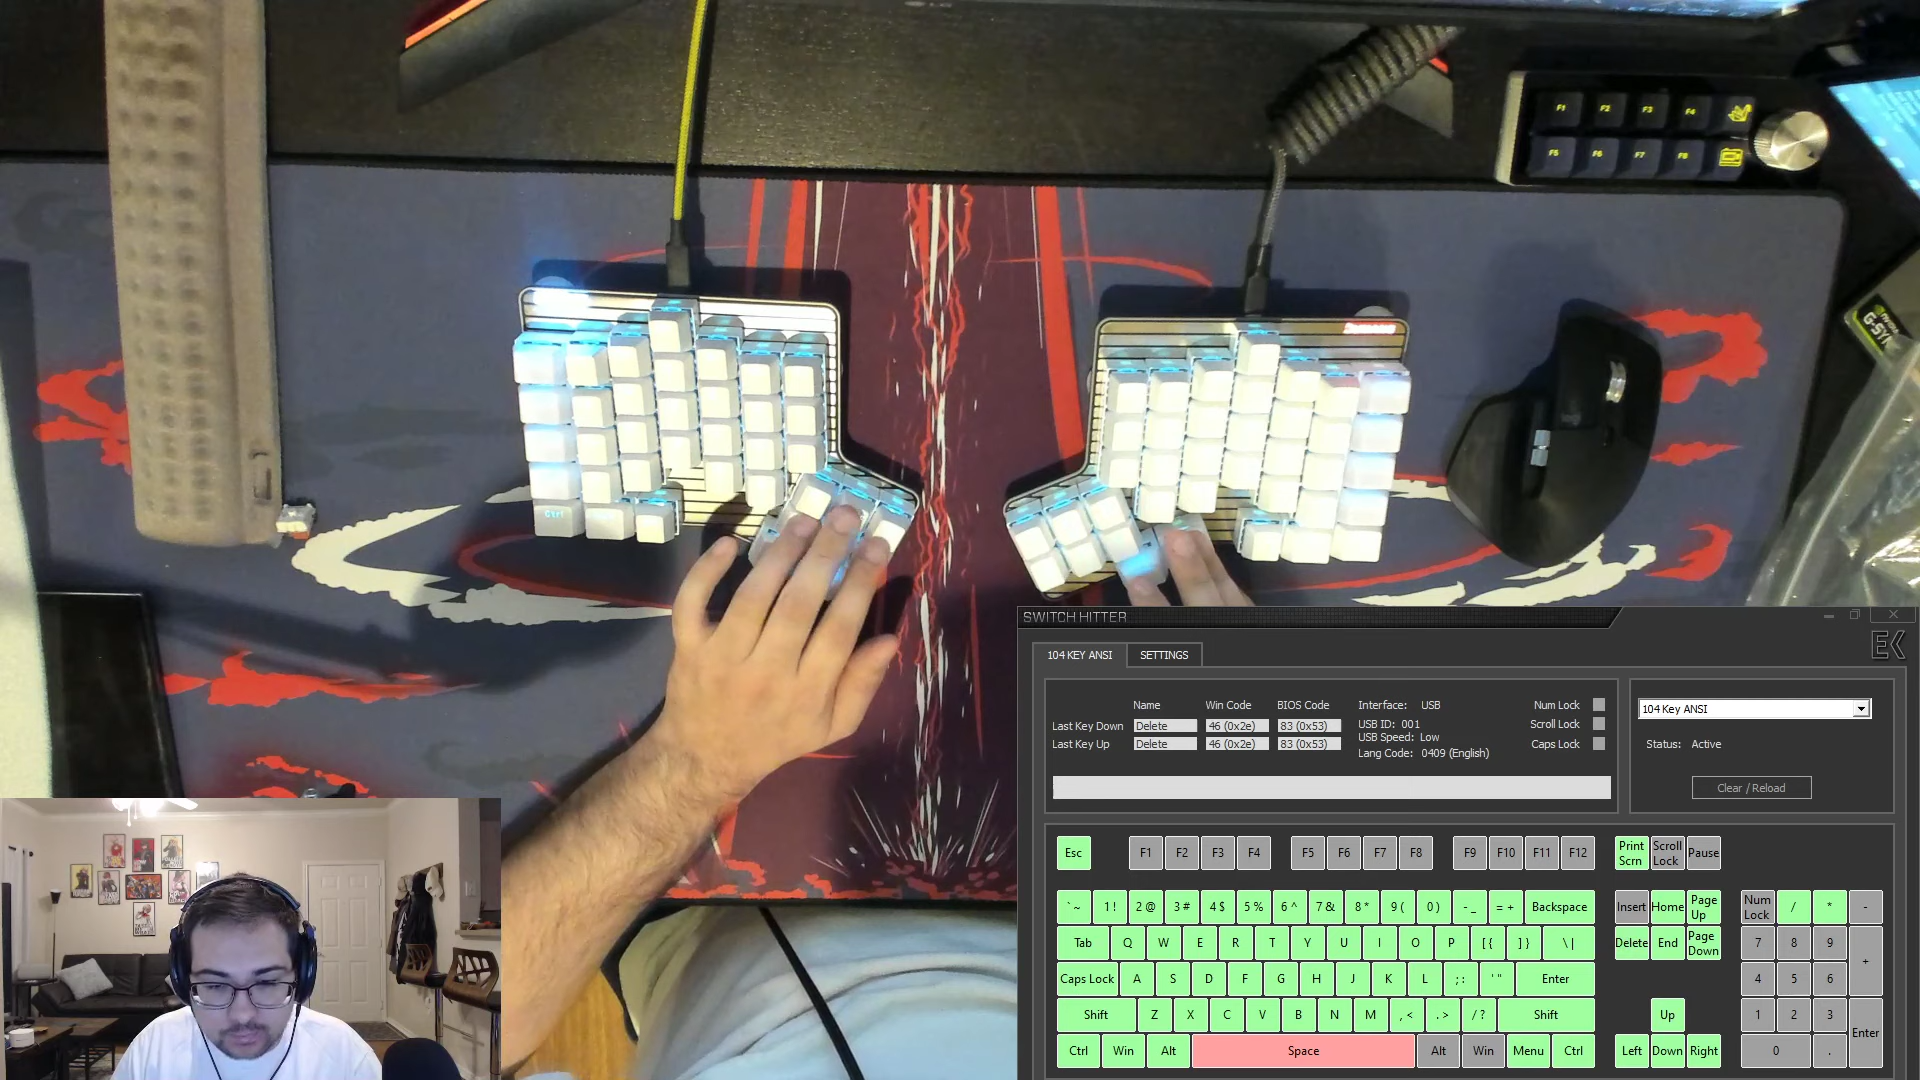 F1 F2 F3 F4
F5 F6 F7 F8
G-SY
Ctrl
SWITCH HITTER
EK
104 KEY ANSI SETTINGS
Name Win Code BIOS Code Interface: USB Num Lock
Last Key Down Delete 46 (0x2e) 83 (0x53) USB ID: 001 Scroll Lock
USB Speed: Low
Last Key Up Delete 46 (0x2e) 83 (0x53) Lang Code: 0409 (English) Caps Lock
104 Key ANSI
Status: Active
Clear / Reload
Esc F1 F2 F3 F4 F5 F6 F7 F8 F9 F10 F11 F12 Print Scrn Scroll Lock Pause
` ~ 1 ! 2 @ 3 # 4 $ 5 % 6 ^ 7 & 8 * 9 ( 0 ) - _ = + Backspace Insert Home Page Up Num Lock / * -
Tab Q W E R T Y U I O P [ { ] } \ | Delete End Page Down 7 8 9 +
Caps Lock A S D F G H J K L ; : ' " Enter 4 5 6
Shift Z X C V B N M , < . > / ? Shift Up 1 2 3 Enter
Ctrl Win Alt Space Alt Win Menu Ctrl Left Down Right 0 .